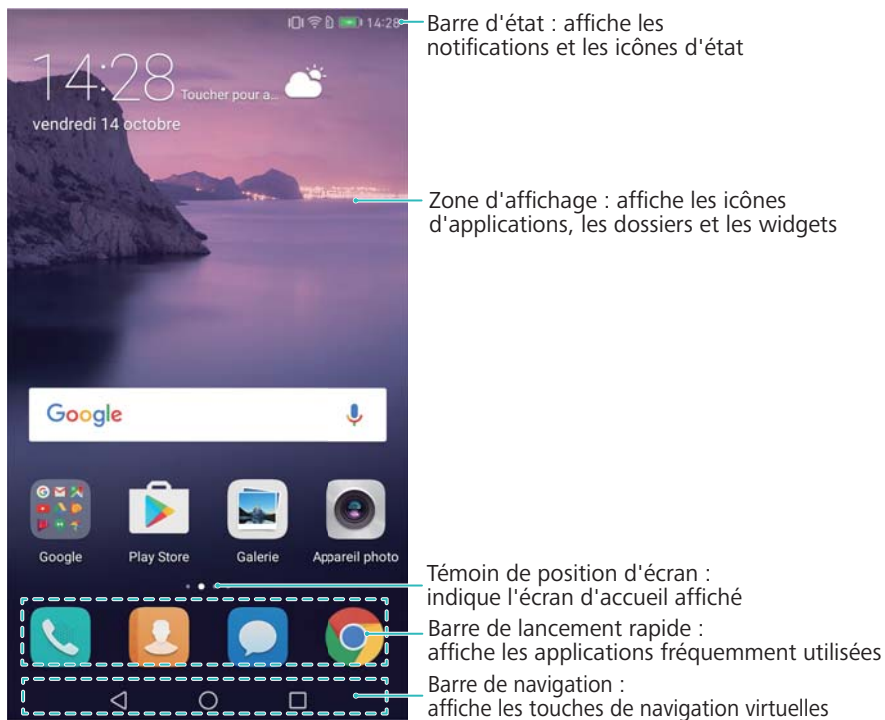 14:28
Barre d'état : affiche les
notifications et les icônes d'état
14:28
Toucher pour a...
vendredi 14 octobre
Zone d'affichage : affiche les icônes
d'applications, les dossiers et les widgets
Google
Google
Play Store
Galerie
Appareil photo
Témoin de position d'écran :
indique l'écran d'accueil affiché
Barre de lancement rapide :
affiche les applications fréquemment utilisées
Barre de navigation :
affiche les touches de navigation virtuelles